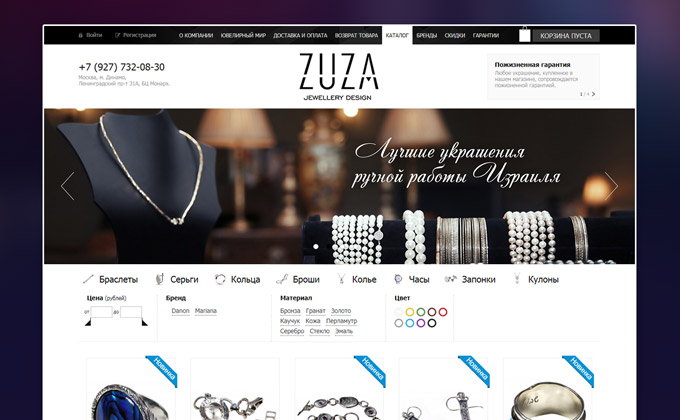 Войти Регистрация О КОМПАНИИ ЮВЕЛИРНЫЙ МИР ДОСТАВКА И ОПЛАТА ВОЗВРАТ ТОВАРА КАТАЛОГ БРЕНДЫ СКИДКИ ГАРАНТИИ КОРЗИНА ПУСТА
+7 (927) 732-08-30
Москва, м. Динамо,
Ленинградский пр-т 31А, БЦ Монарх.
ZUZA
JEWELLERY DESIGN
Пожизненная гарантия
Любое украшение, купленное в
нашем магазине, сопровождается
пожизненной гарантией.
Лучшие украшения
ручной работы Израиля
Браслеты Серьги Кольца Броши Колье Часы Запонки Кулоны
Цена (рублей)
от до
Бренд
Danon Mariana
Материал
Бронза Гранат Золото
Каучук Кожа Перламутр
Серебро Стекло Эмаль
Цвет
Новинка Новинка Новинка Новинка